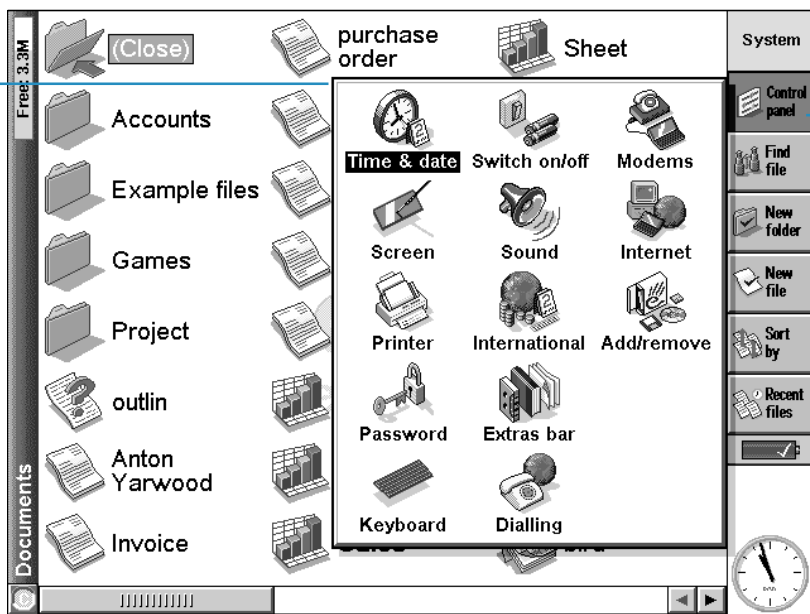 Free: 3.3M
Documents
(Close)
Accounts
Example files
Games
Project
outlin
Anton
Yarwood
Invoice
purchase
order
Sheet
Time & date
Switch on/off
Modems
Screen
Sound
Internet
Printer
International
Add/remove
Password
Extras bar
Keyboard
Dialling
System
Control
panel
Find
file
New
folder
New
file
Sort
by
Recent
files